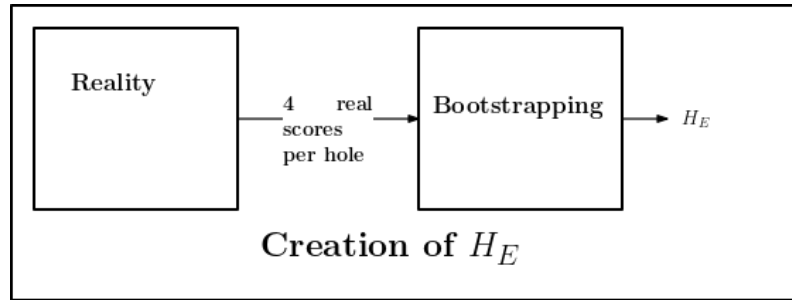 Reality
4 real
scores
per hole
Bootstrapping
H_E
Creation of H_E